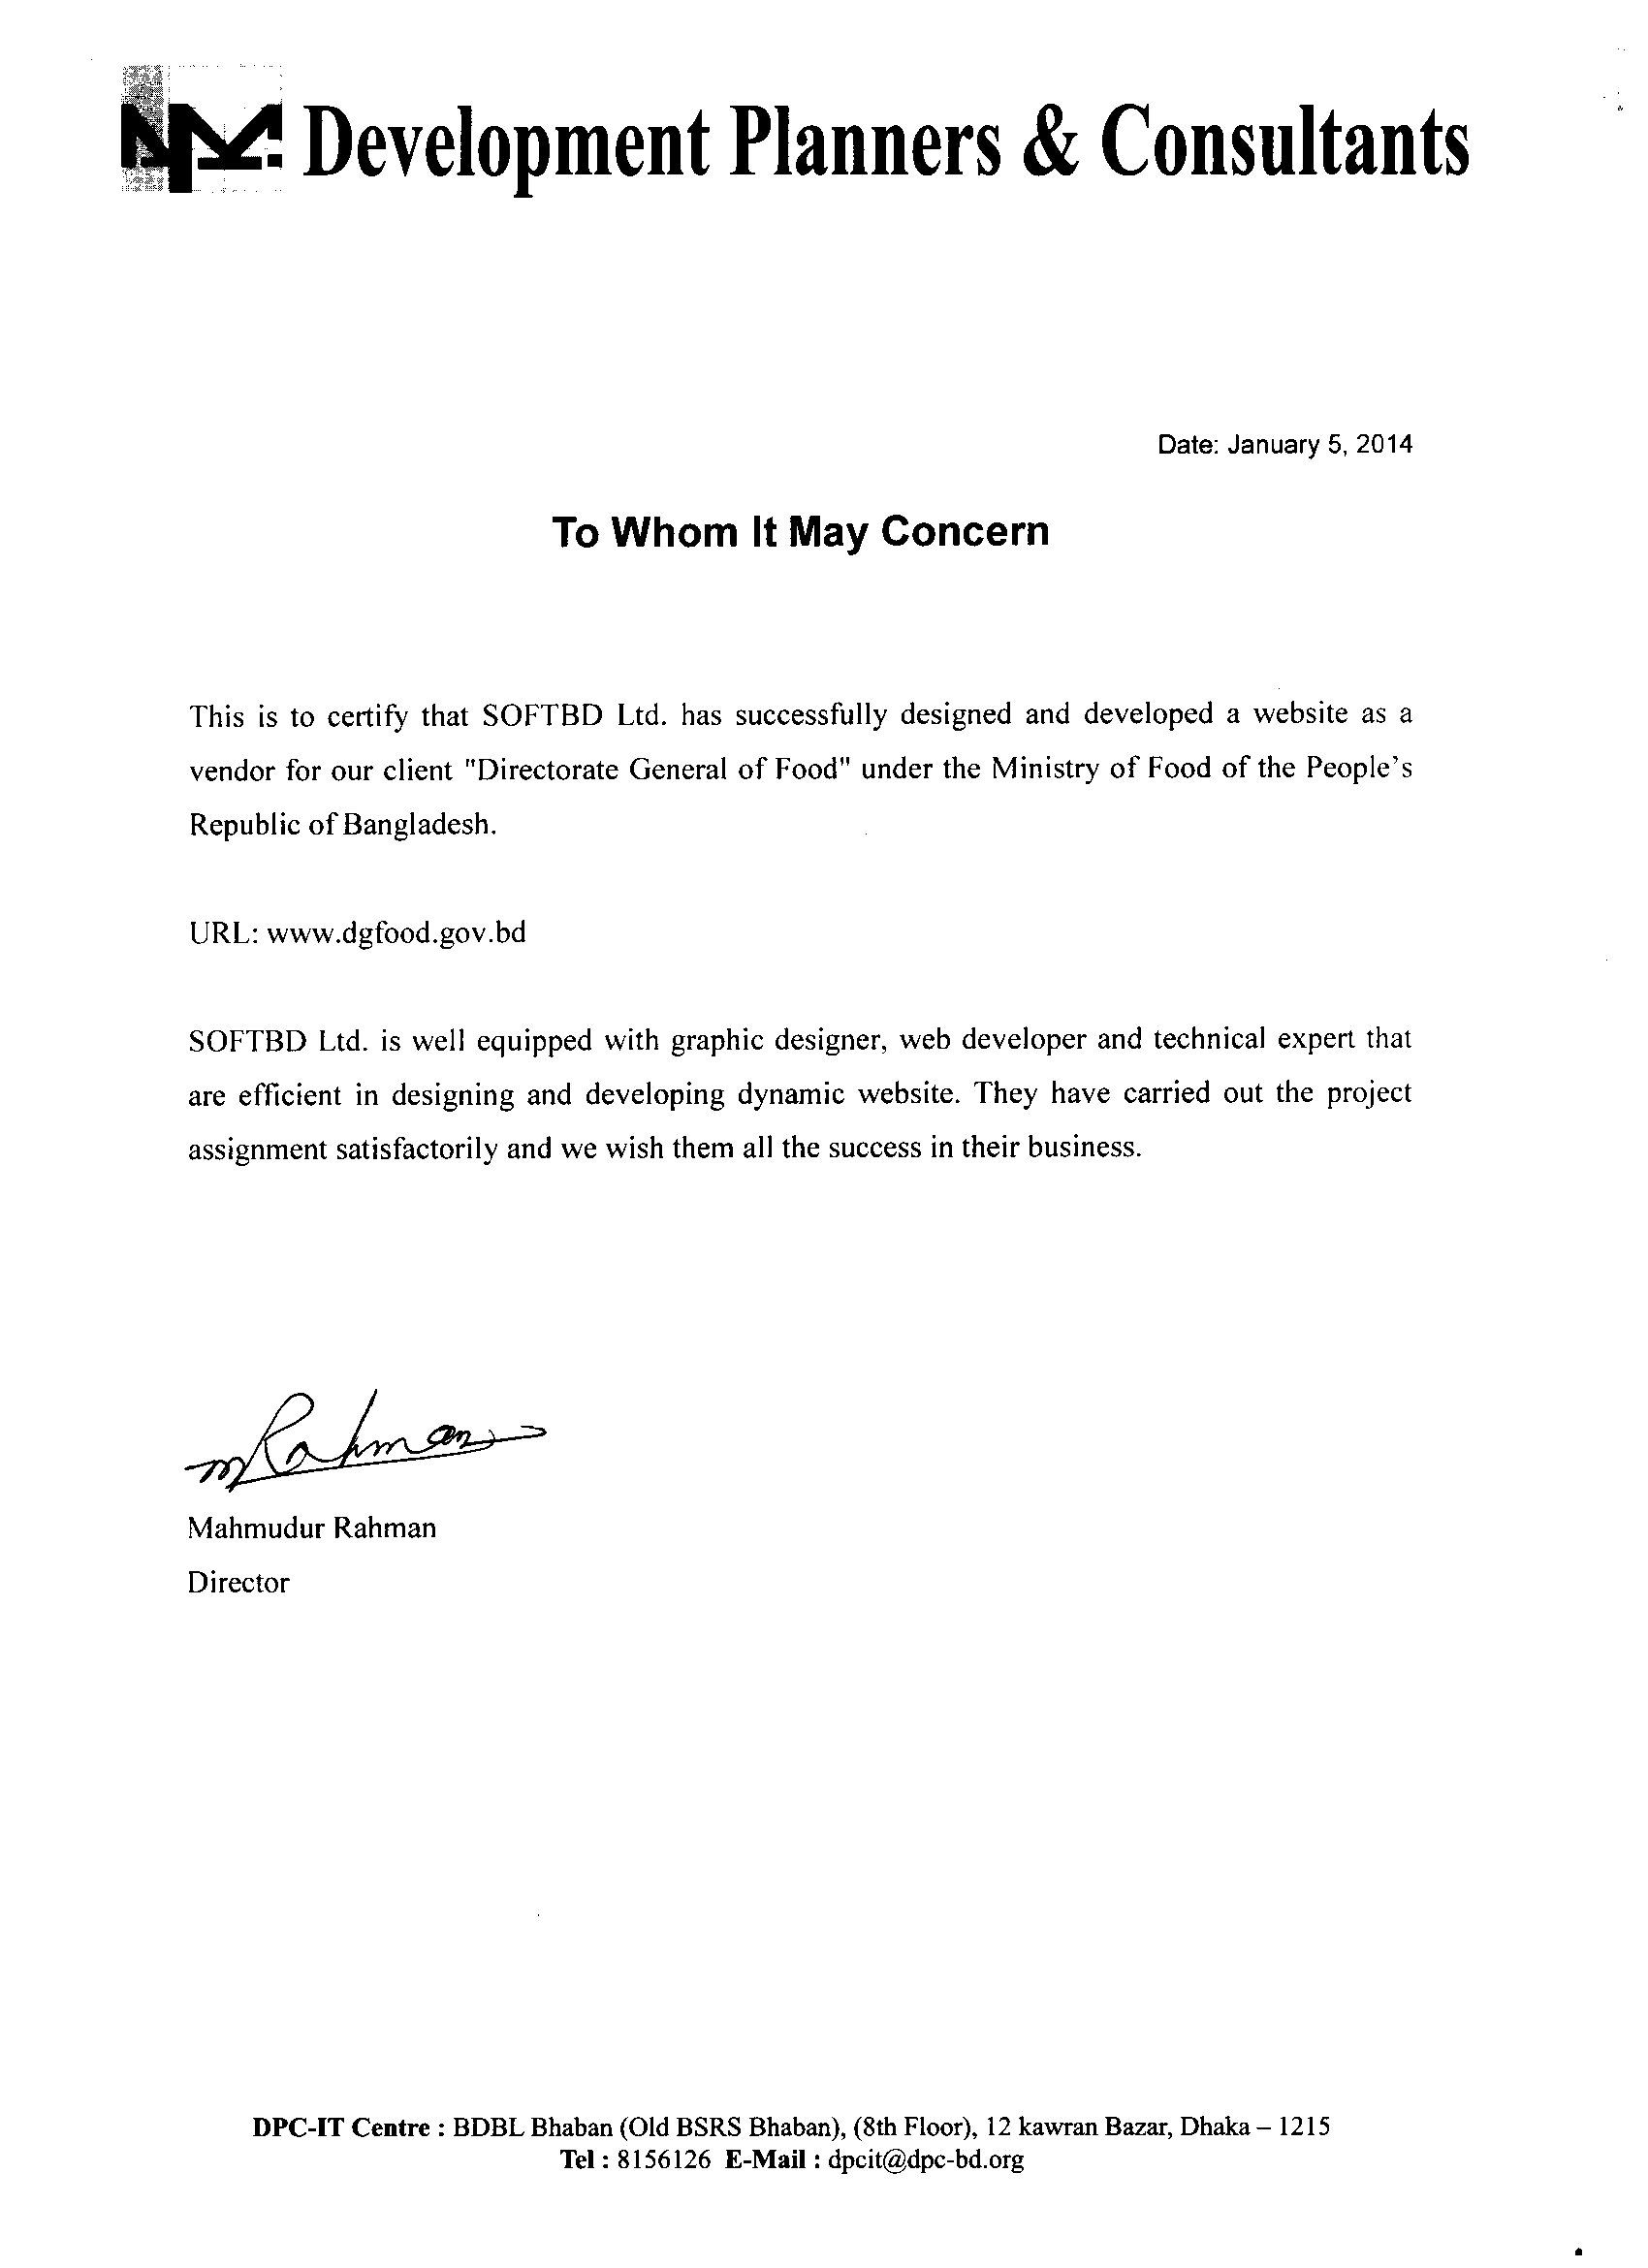 Development Planners & Consultants
Date: January 5, 2014
To Whom It May Concern
This is to certify that SOFTBD Ltd. has successfully designed and developed a website as a
vendor for our client "Directorate General of Food" under the Ministry of Food of the People's
Republic of Bangladesh.
URL: www.dgfood.gov.bd
SOFTBD Ltd. is well equipped with graphic designer, web developer and technical expert that
are efficient in designing and developing dynamic website. They have carried out the project
assignment satisfactorily and we wish them all the success in their business.
mRahman
Mahmudur Rahman
Director
DPC-IT Centre : BDBL Bhaban (Old BSRS Bhaban), (8th Floor), 12 kawran Bazar, Dhaka – 1215
Tel : 8156126 E-Mail : dpcit@dpc-bd.org